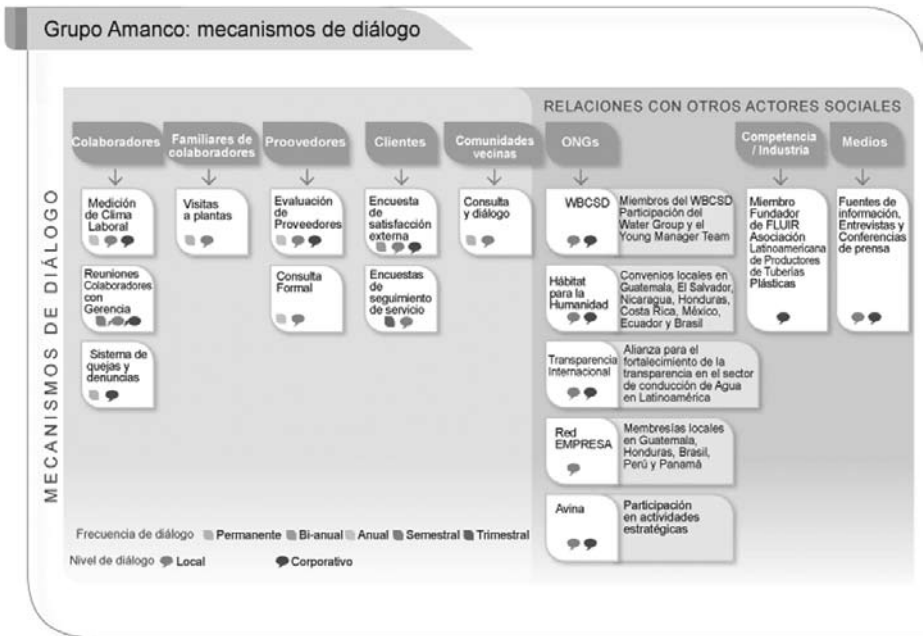 Grupo Amanco: mecanismos de diálogo
RELACIONES CON OTROS ACTORES SOCIALES
MECANISMOS DE DIÁLOGO
Colaboradores
Medición
de Clima
Laboral
Reuniones
Colaboradores
con
Gerencia
Sistema de
quejas y
denuncias
Familiares de
colaboradores
Visitas
a plantas
Proovedores
Evaluación
de
Proveedores
Consulta
Formal
Clientes
Encuesta
de
satisfacción
externa
Encuestas
de
seguimiento
de servicio
Comunidades
vecinas
Consulta
y diálogo
ONGs
WBCSD
Miembros del WBCSD
Participación del
Water Group y el
Young Manager Team
Hábitat
para la
Humanidad
Convenios locales en
Guatemala, El Salvador,
Nicaragua, Honduras,
Costa Rica, México,
Ecuador y Brasil
Transparencia
Internacional
Alianza para el
fortalecimiento de la
transparencia en el sector
de conducción de Agua
en Latinoamérica
Red
EMPRESA
Membresías locales
en Guatemala,
Honduras, Brasil,
Perú y Panamá
Avina
Participación
en actividades
estratégicas
Competencia
/ Industria
Miembro
Fundador
de FLUIR
Asociación
Latinoamericana
de Productores
de Tuberías
Plásticas
Medios
Fuentes de
información,
Entrevistas y
Conferencias
de prensa
Frecuencia de diálogo Permanente Bi-anual Anual Semestral Trimestral
Nivel de diálogo Local Corporativo